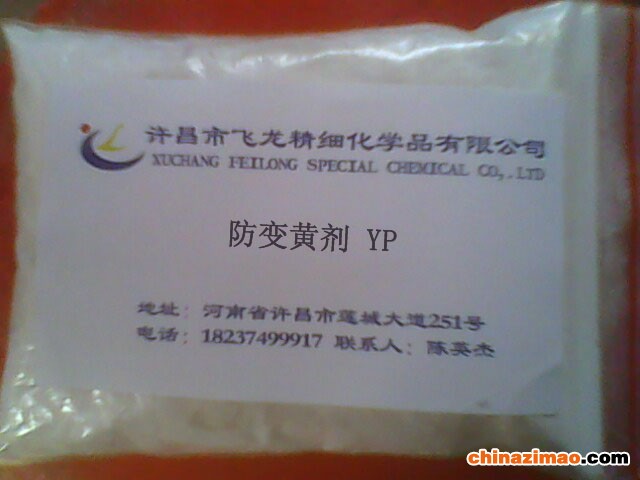 许昌市飞龙精细化学品有限公司
XUCHANG FEILONG SPECIAL CHEMICAL CO,.LTD
防变黄剂 YP
地址：河南省许昌市莲城大道251号
电话：18237499917 联系人：陈英杰
chinazimao.com